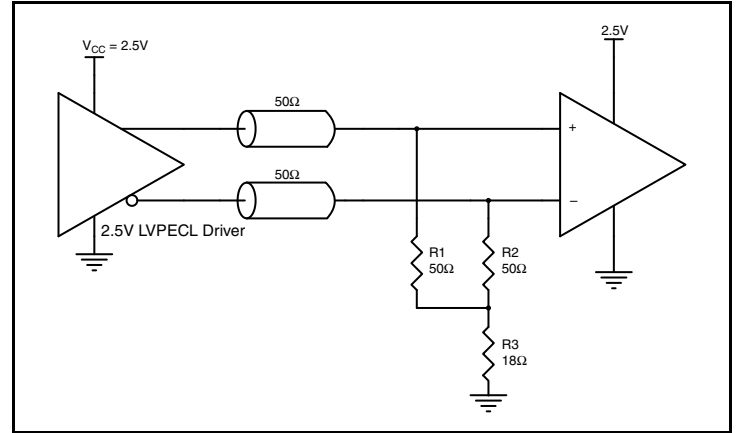 V_CC = 2.5V
2.5V
50Ω
50Ω
+
−
2.5V LVPECL Driver
R1
50Ω
R2
50Ω
R3
18Ω